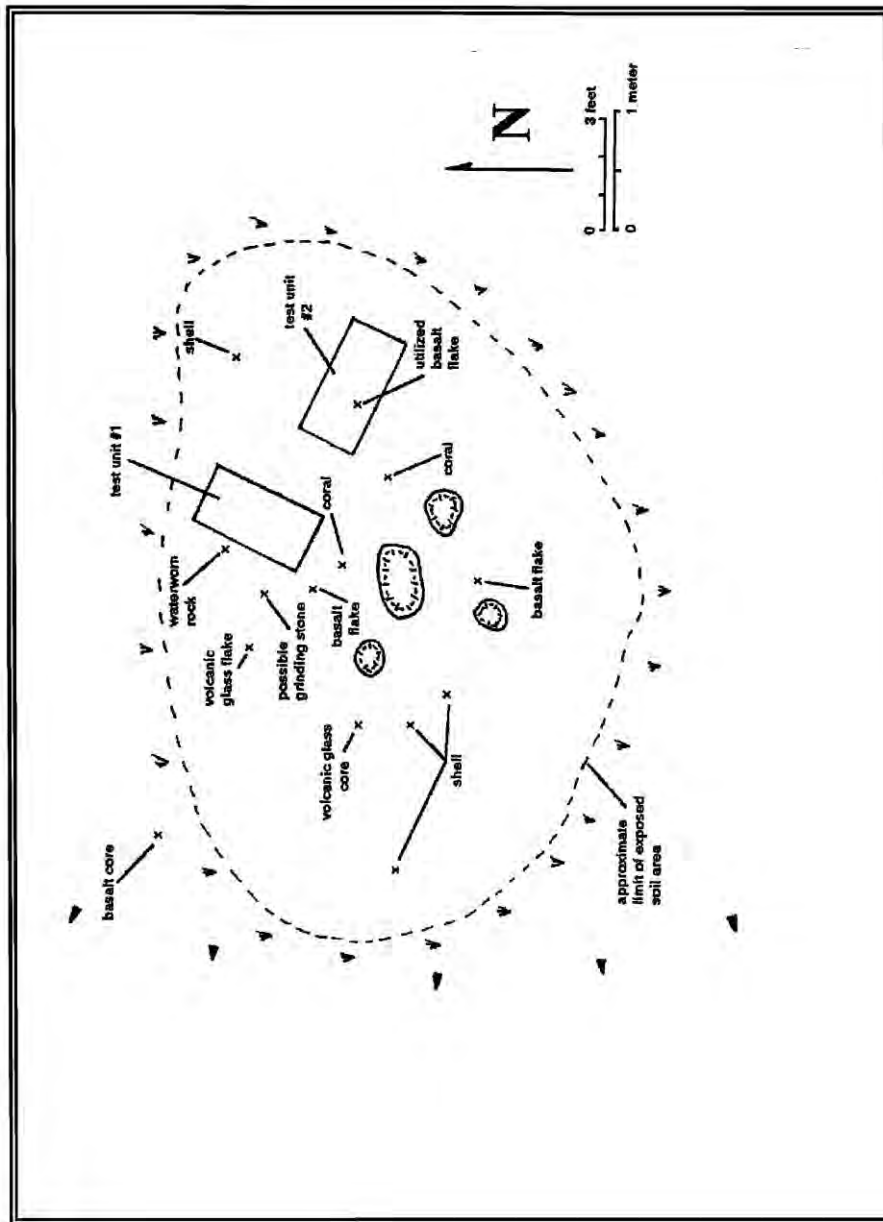 test unit #1
shell
waterworn
rock
test unit
#2
basalt core
volcanic
glass flake
possible
grinding stone
basalt
flake
coral
utilized
basalt
flake
coral
volcanic glass
core
shell
basalt flake
approximate
limit of exposed
soil area
N
0 3 feet
0 1 meter